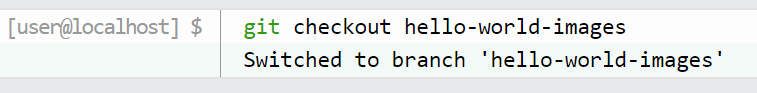 [user@localhost] $ git checkout hello-world-images
Switched to branch 'hello-world-images'